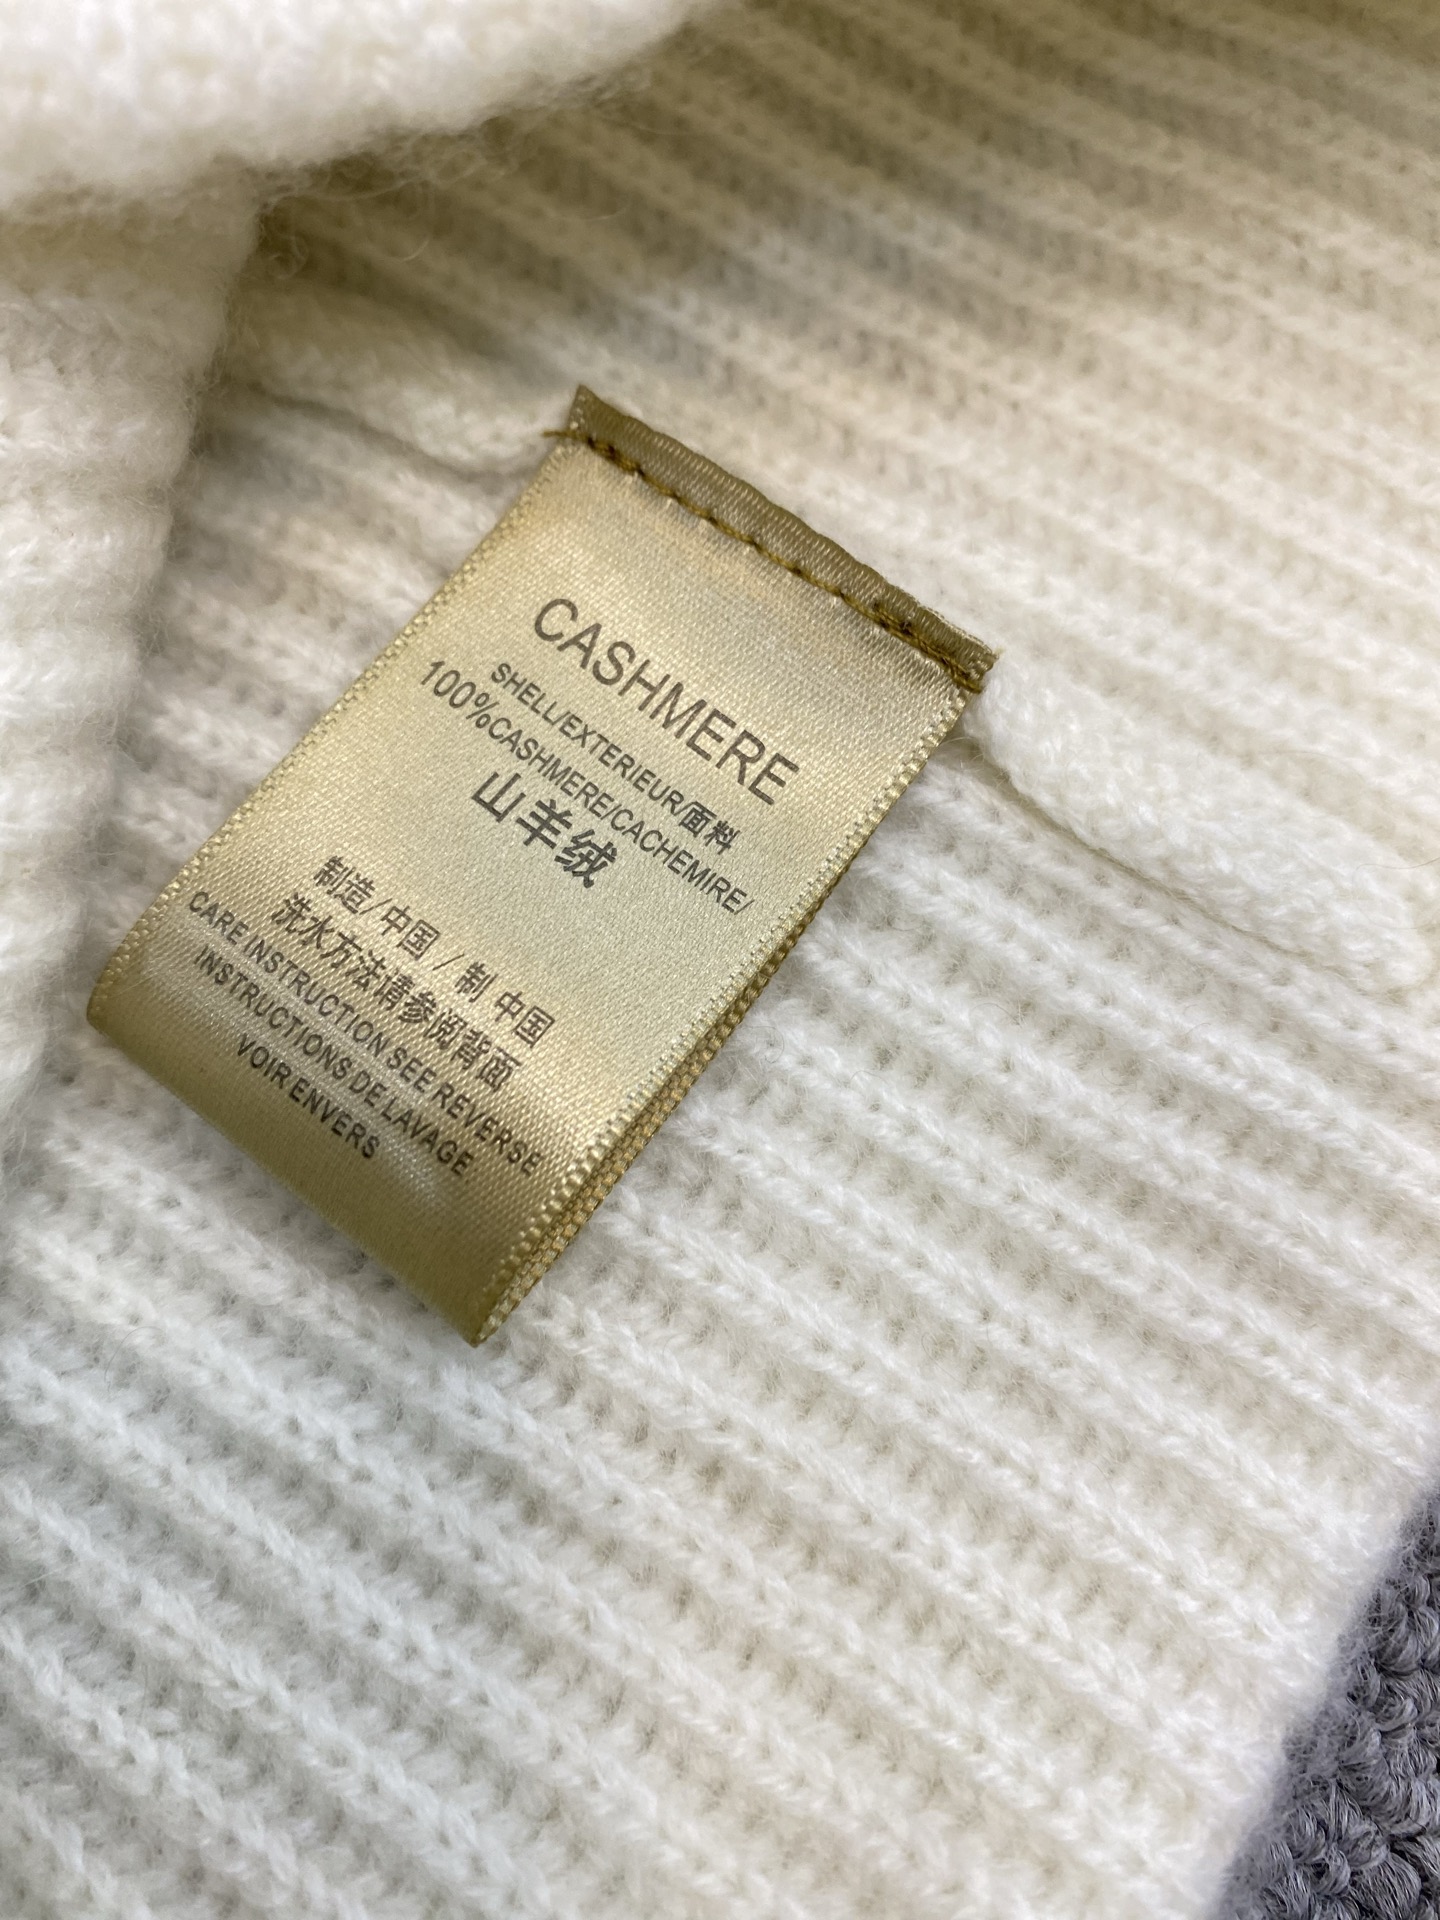 CASHMERE
SHELL/EXTERIEUR/面料
100%CASHMERE/CACHEMIRE/
山羊绒
制造/中国 / 制 中国
洗水方法请参阅背面
CARE INSTRUCTION SEE REVERSE
INSTRUCTIONS DE LAVAGE
VOIR ENVERS